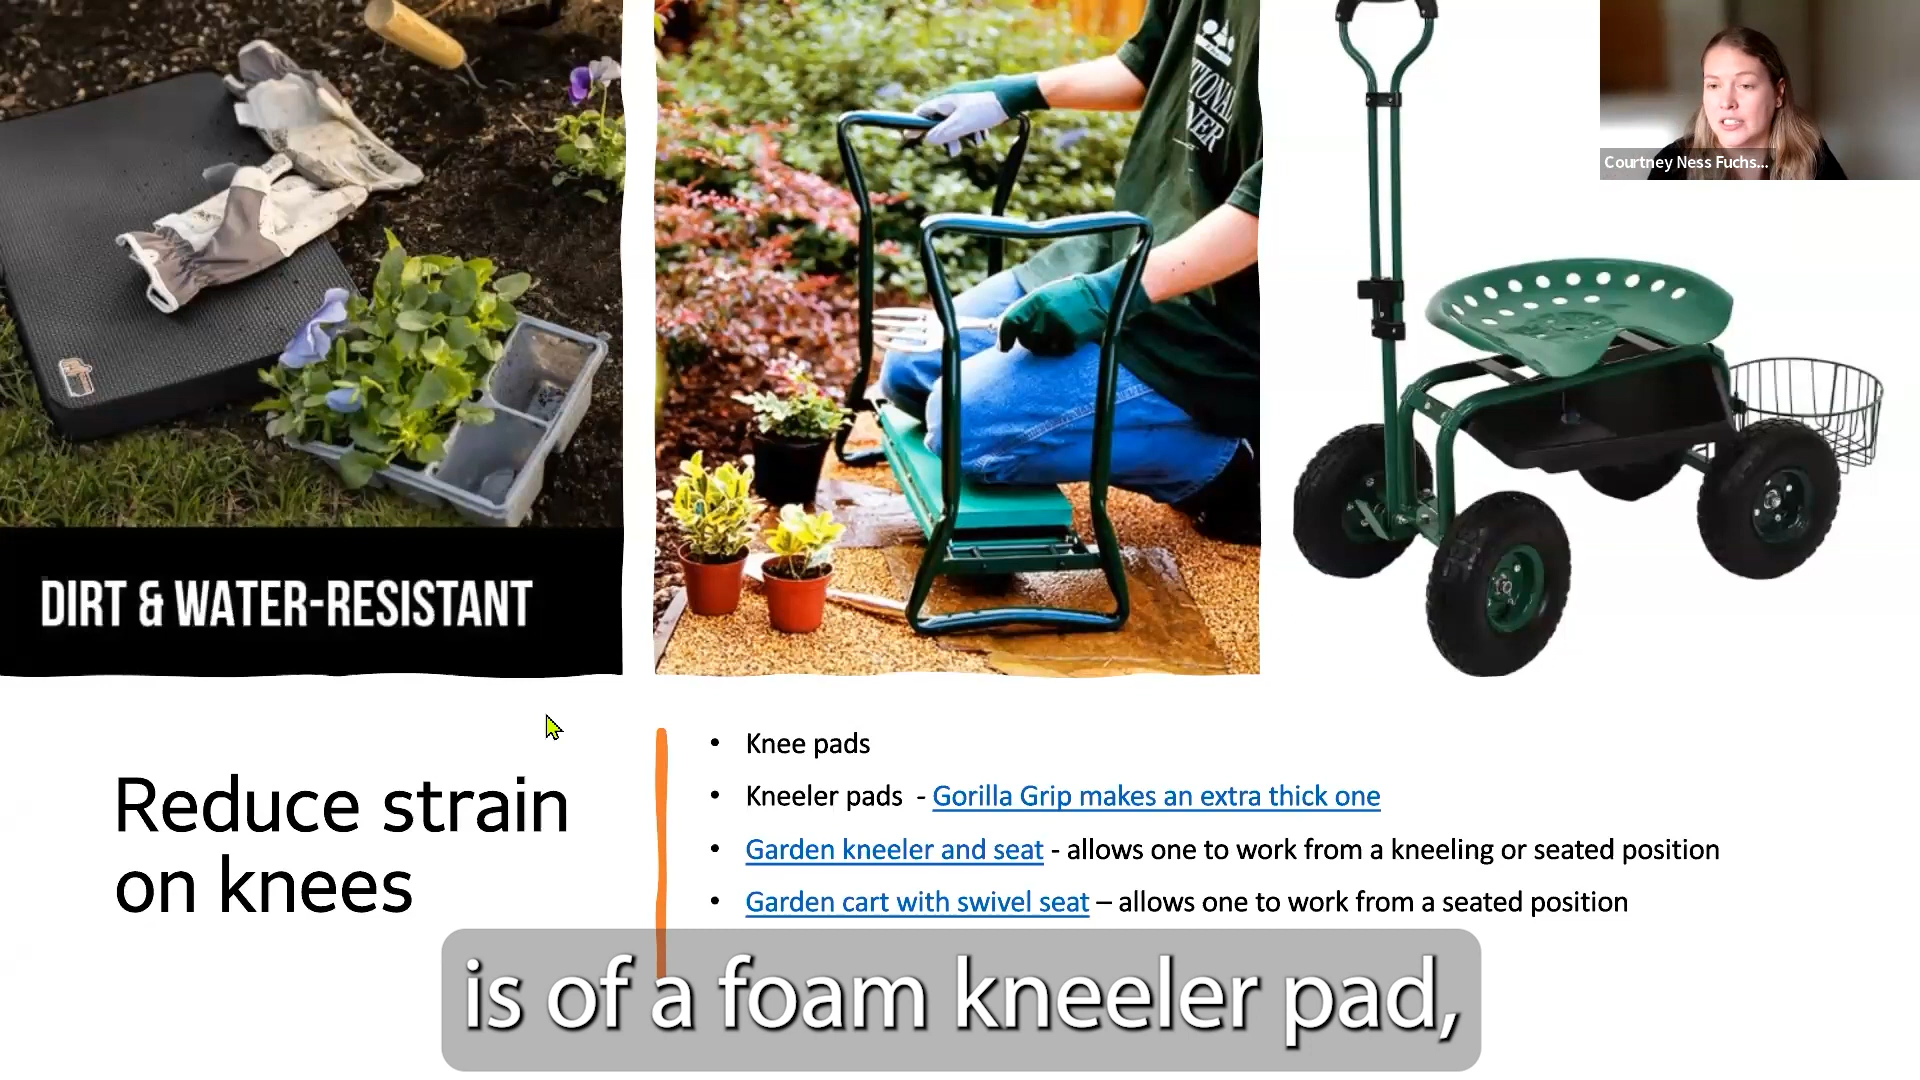 TIONAL
NER
Courtney Ness Fuchs...
DIRT & WATER-RESISTANT
Reduce strain
on knees
• Knee pads
• Kneeler pads - Gorilla Grip makes an extra thick one
• Garden kneeler and seat - allows one to work from a kneeling or seated position
• Garden cart with swivel seat – allows one to work from a seated position
is of a foam kneeler pad,